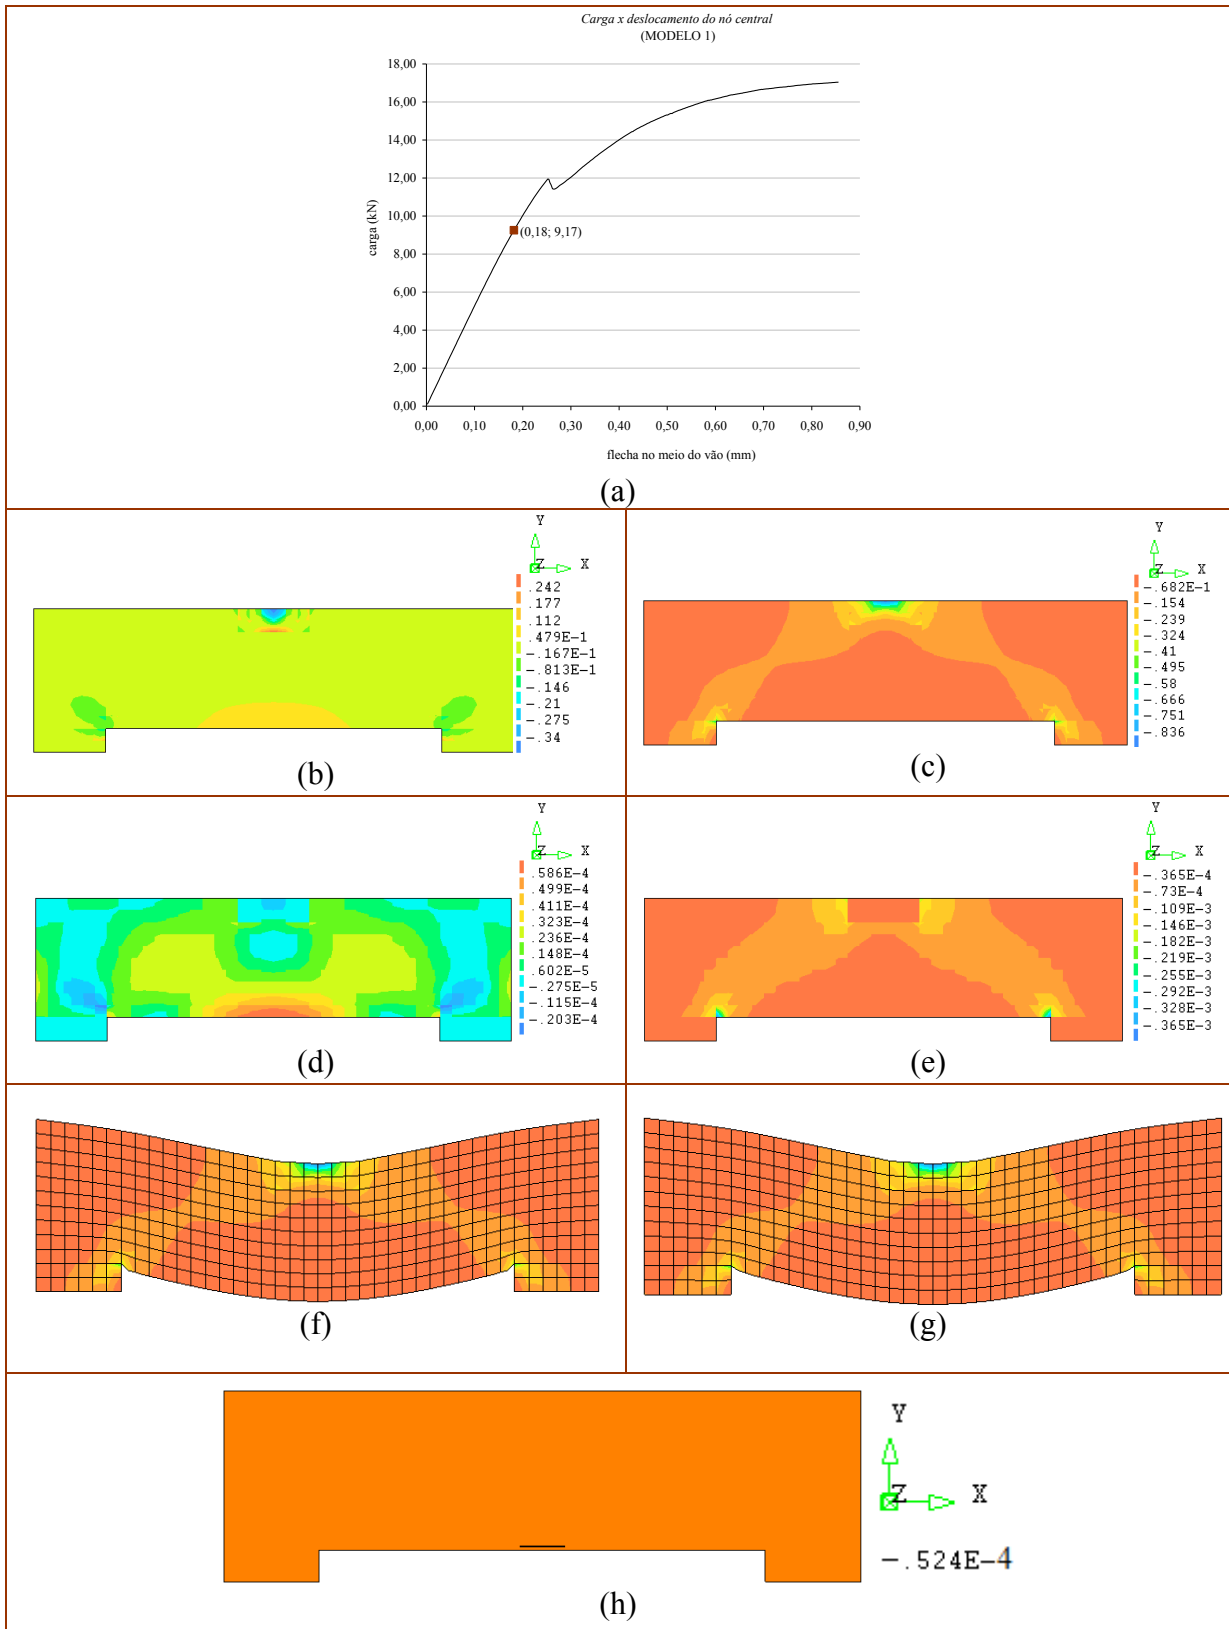 Carga x deslocamento do nó central
(MODELO 1)
18,00
16,00
14,00
12,00
10,00
8,00
6,00
4,00
2,00
0,00
carga (kN)
(0,18; 9,17)
0,00 0,10 0,20 0,30 0,40 0,50 0,60 0,70 0,80 0,90
flecha no meio do vão (mm)
(a)
Y
Z X
.242
.177
.112
.479E-1
-.167E-1
-.813E-1
-.146
-.21
-.275
-.34
(b)
Y
Z X
-.682E-1
-.154
-.239
-.324
-.41
-.495
-.58
-.666
-.751
-.836
(c)
Y
Z X
.586E-4
.499E-4
.411E-4
.323E-4
.236E-4
.148E-4
.602E-5
-.275E-5
-.115E-4
-.203E-4
(d)
Y
Z X
-.365E-4
-.73E-4
-.109E-3
-.146E-3
-.182E-3
-.219E-3
-.255E-3
-.292E-3
-.328E-3
-.365E-3
(e)
(f)
(g)
Y
Z X
-.524E-4
(h)